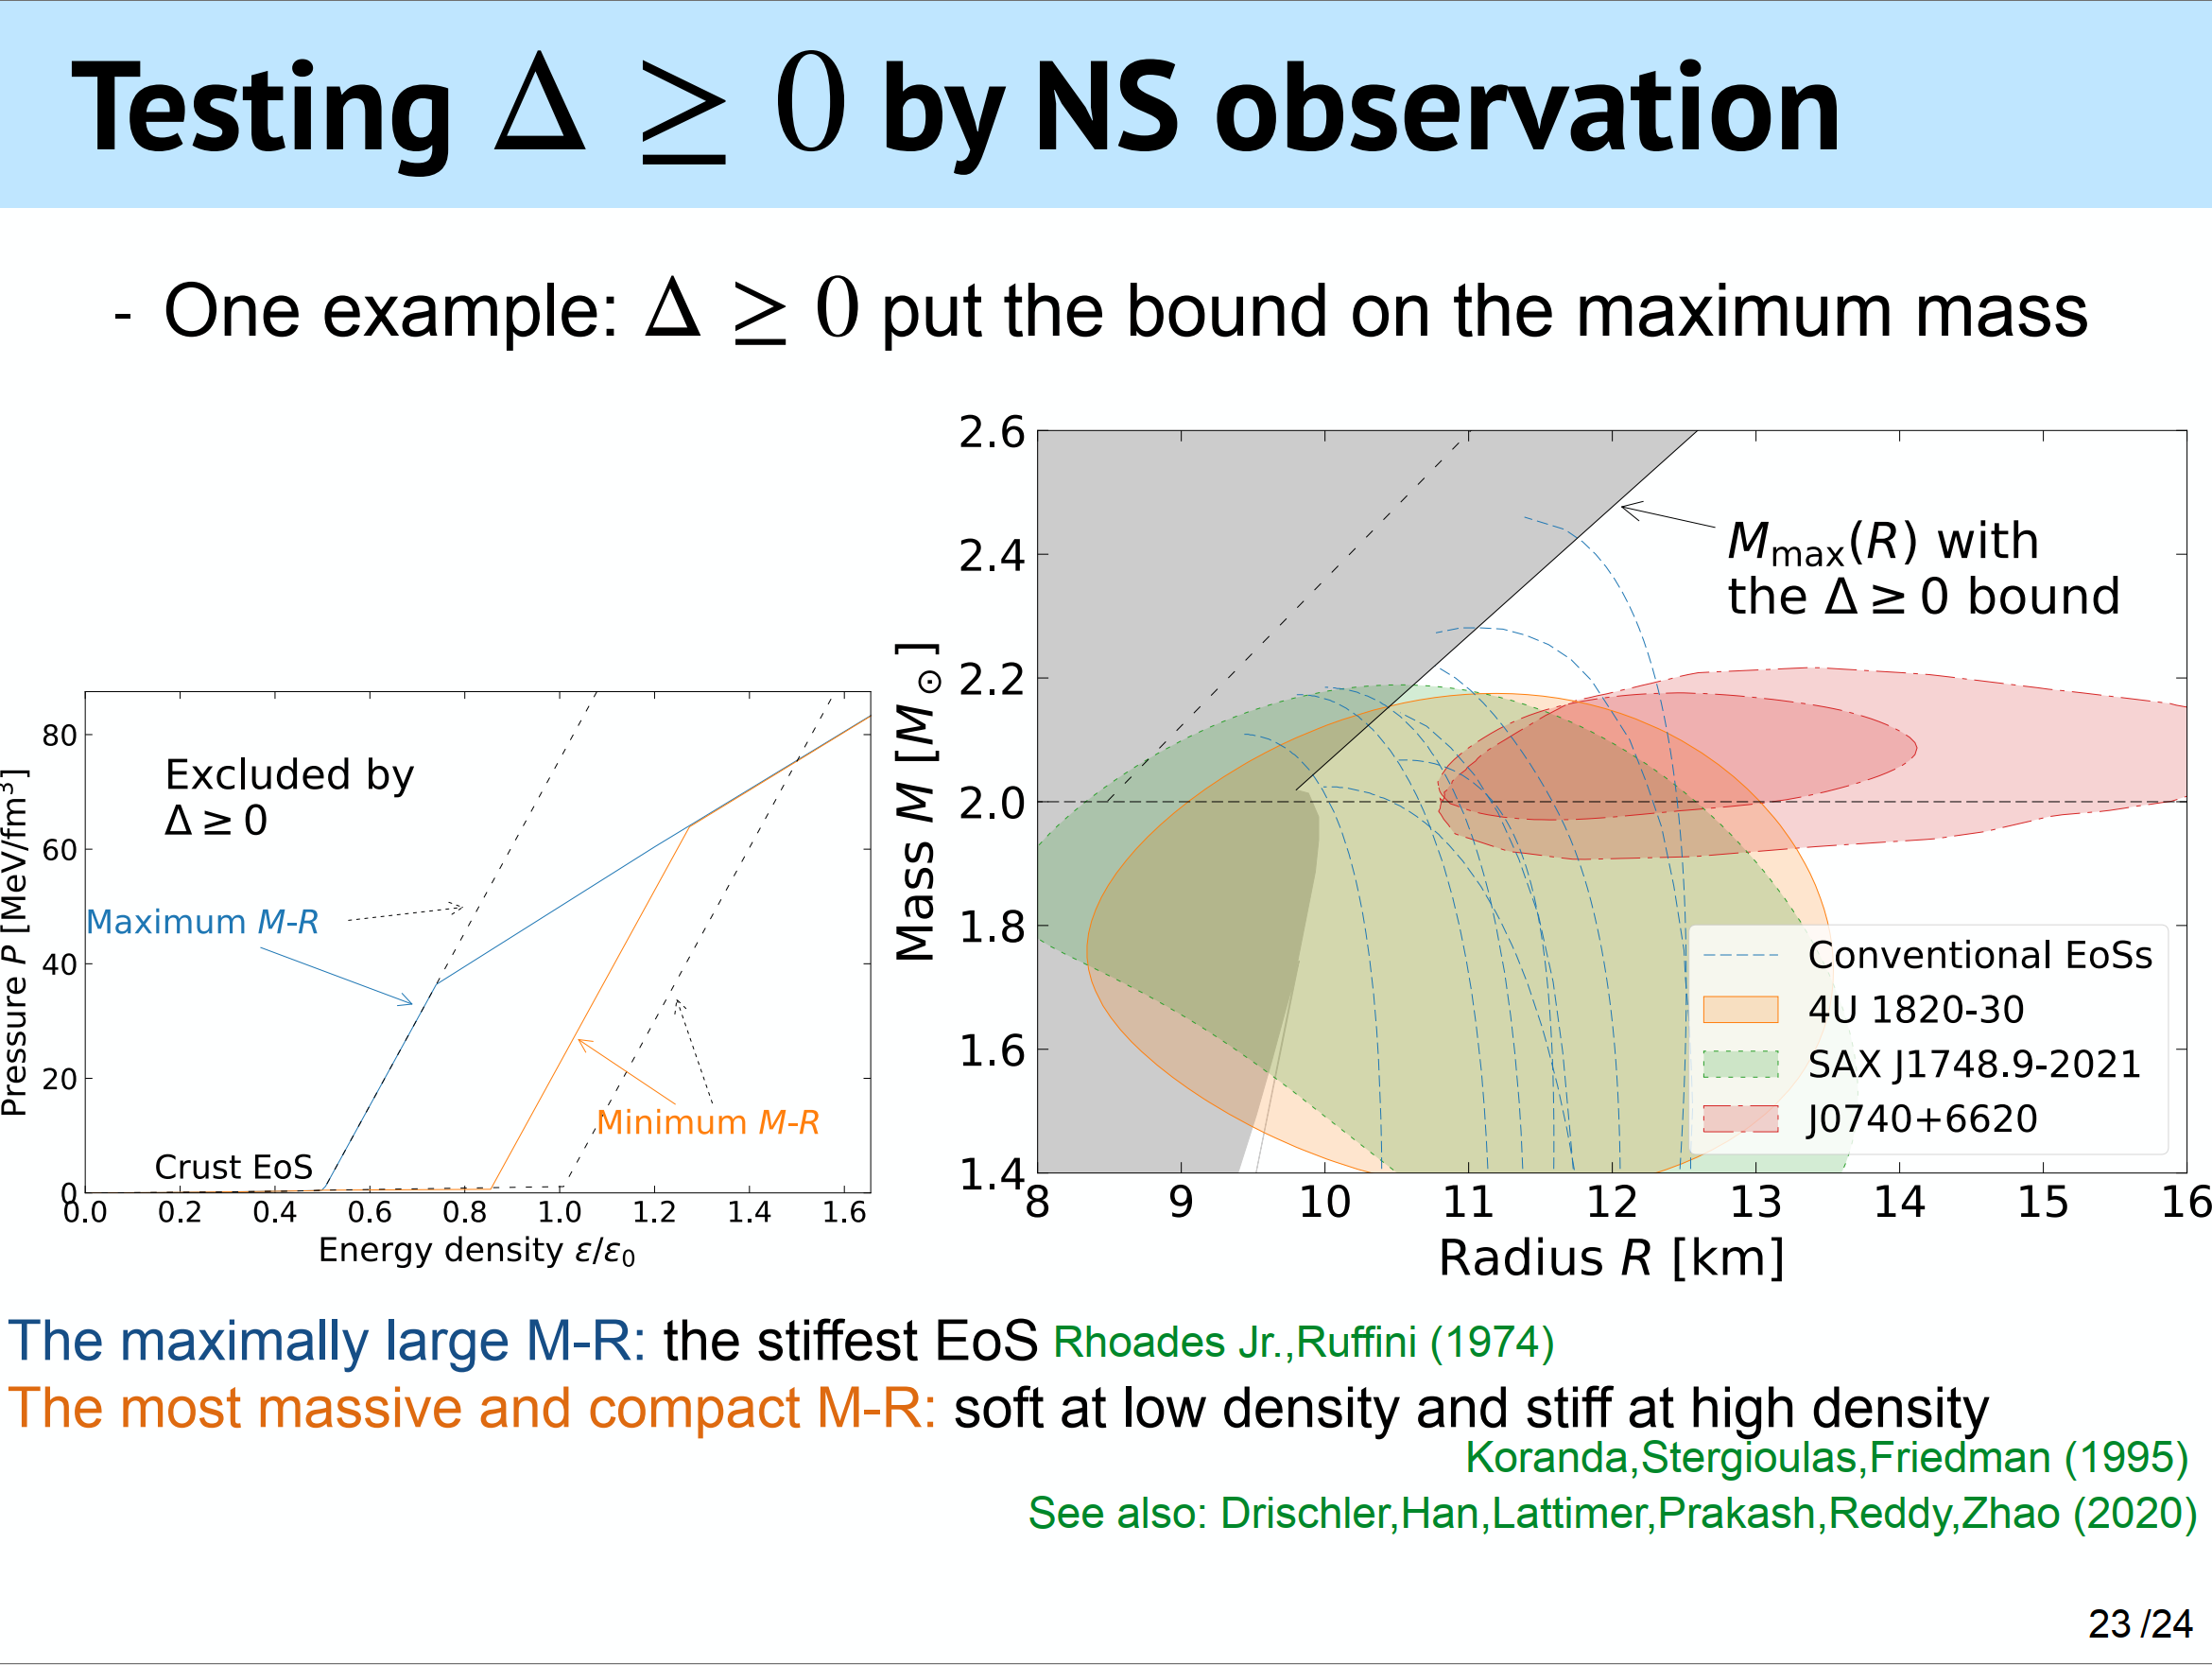 Testing Δ ≥ 0 by NS observation
- One example: Δ ≥ 0 put the bound on the maximum mass
80
60
40
20
0
Pressure P [MeV/fm³]
Excluded by
Δ ≥ 0
Maximum M-R
Minimum M-R
Crust EoS
0.0 0.2 0.4 0.6 0.8 1.0 1.2 1.4 1.6
Energy density ε/ε₀
2.6
2.4
2.2
2.0
1.8
1.6
1.4
Mass M [M⊙]
Mmax(R) with
the Δ ≥ 0 bound
Conventional EoSs
4U 1820-30
SAX J1748.9-2021
J0740+6620
8 9 10 11 12 13 14 15 16
Radius R [km]
The maximally large M-R: the stiffest EoS Rhoades Jr.,Ruffini (1974)
The most massive and compact M-R: soft at low density and stiff at high density
Koranda,Stergioulas,Friedman (1995)
See also: Drischler,Han,Lattimer,Prakash,Reddy,Zhao (2020)
23 /24